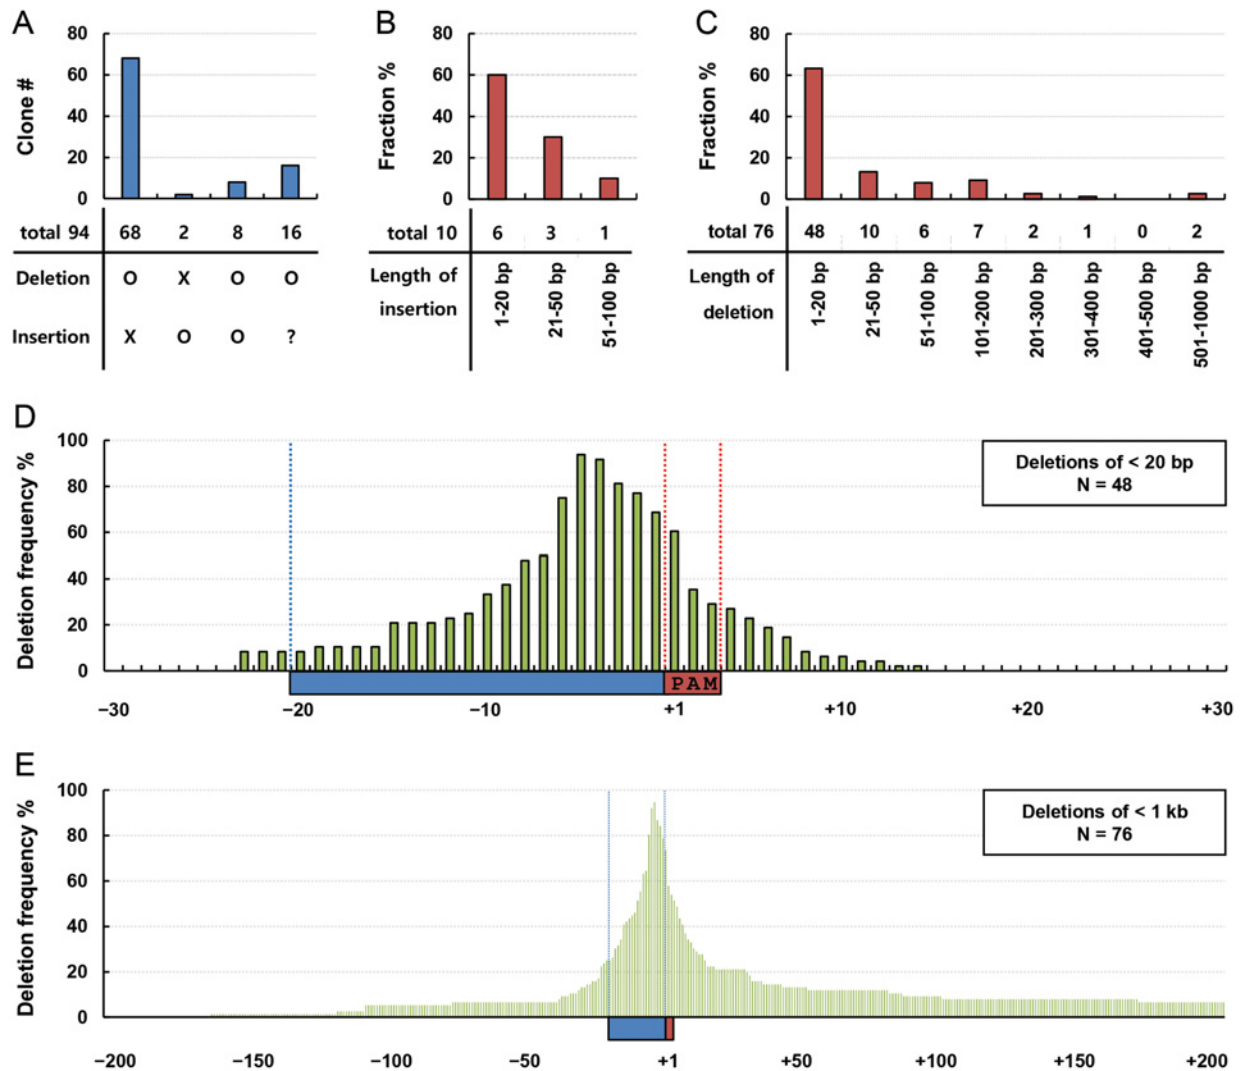 A
80
60
40
20
0
Clone #
total 94 68 2 8 16
Deletion O X O O
Insertion X O O ?
B
80
60
40
20
0
Fraction %
total 10 6 3 1
Length of insertion
1-20 bp
21-50 bp
51-100 bp
C
80
60
40
20
0
Fraction %
total 76 48 10 6 7 2 1 0 2
Length of deletion
1-20 bp
21-50 bp
51-100 bp
101-200 bp
201-300 bp
301-400 bp
401-500 bp
501-1000 bp
D
100
80
60
40
20
0
Deletion frequency %
Deletions of < 20 bp
N = 48
PAM
−30 −20 −10 +1 +10 +20 +30
E
100
80
60
40
20
0
Deletion frequency %
Deletions of < 1 kb
N = 76
−200 −150 −100 −50 +1 +50 +100 +150 +200